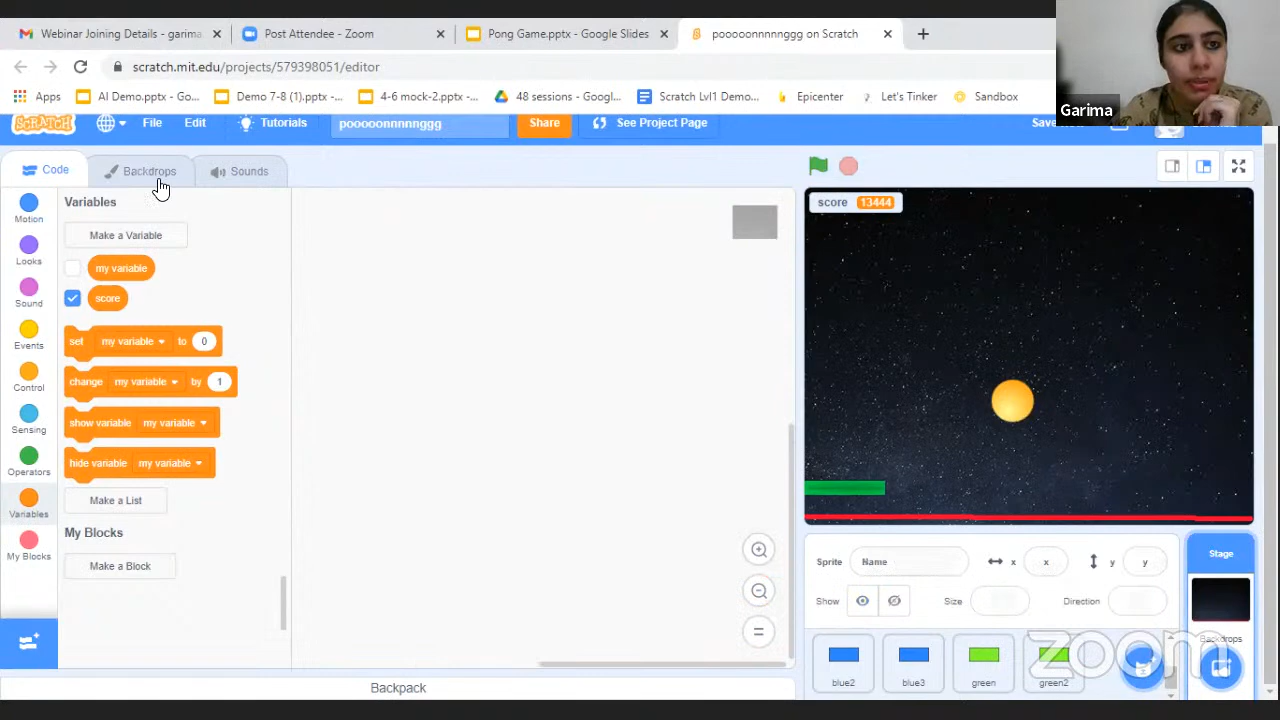 Webinar Joining Details - garima
Post Attendee - Zoom
Pong Game.pptx - Google Slides
pooooonnnnnggg on Scratch
scratch.mit.edu/projects/579398051/editor
Apps
AI Demo.pptx - Go...
Demo 7-8 (1).pptx -...
4-6 mock-2.pptx -...
48 sessions - Googl...
Scratch Lvl1 Demo...
Epicenter
Let's Tinker
Sandbox
Garima
SCRATCH
File
Edit
Tutorials
pooooonnnnnggg
Share
See Project Page
Code
Backdrops
Sounds
Motion
Looks
Sound
Events
Control
Sensing
Operators
Variables
My Blocks
Variables
Make a Variable
my variable
score
set my variable to 0
change my variable by 1
show variable my variable
hide variable my variable
Make a List
My Blocks
Make a Block
Backpack
score 13444
Sprite Name x x y y
Show Size Direction
Stage
Backdrops
blue2
blue3
green
green2
zoom